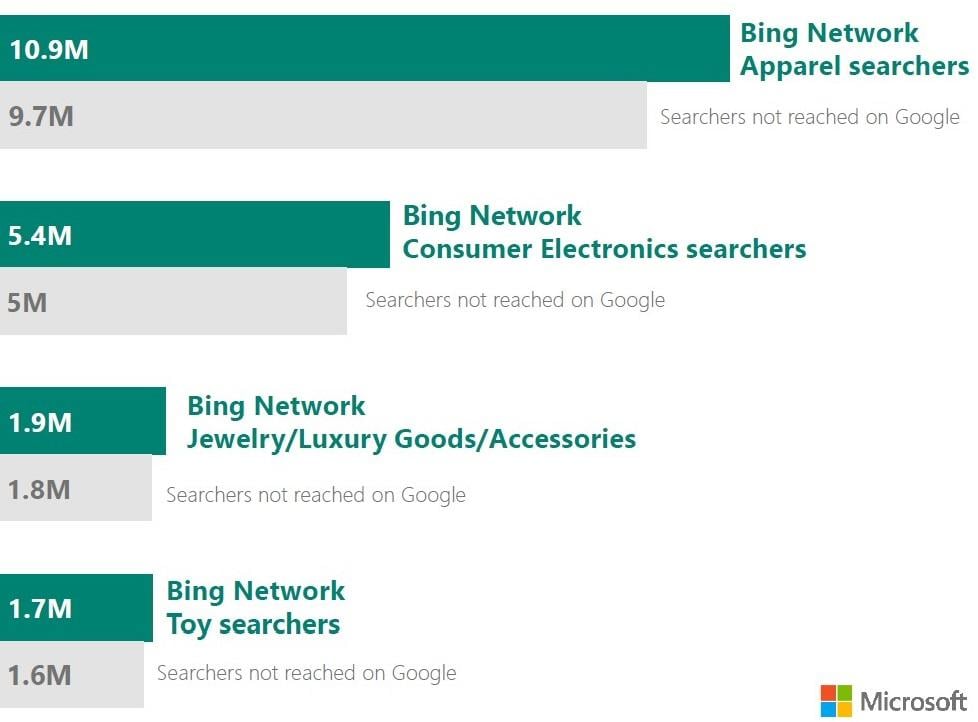 10.9M
Bing Network
Apparel searchers
9.7M
Searchers not reached on Google
5.4M
Bing Network
Consumer Electronics searchers
5M
Searchers not reached on Google
1.9M
Bing Network
Jewelry/Luxury Goods/Accessories
1.8M
Searchers not reached on Google
1.7M
Bing Network
Toy searchers
1.6M
Searchers not reached on Google
Microsoft